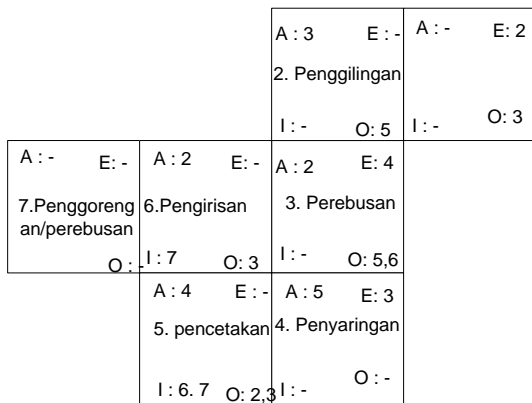 A : 3 E : - A : - E: 2
2. Penggilingan
I : - O: 5 I : - O: 3
A : - E: - A : 2 E: - A : 2 E: 4
7.Penggoreng 6.Pengirisan 3. Perebusan
an/perebusan
O : - I : 7 O: 3 I : - O: 5,6
A : 4 E : - A : 5 E: 3
5. pencetakan 4. Penyaringan
I : 6. 7 O: 2,3 I : - O : -